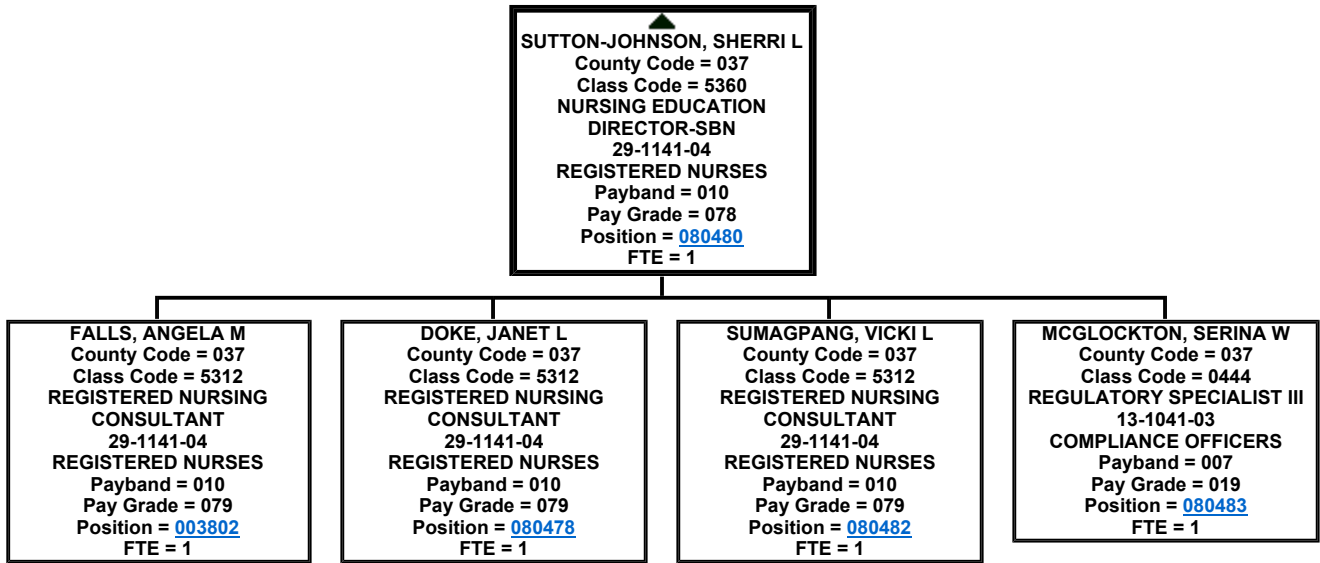 SUTTON-JOHNSON, SHERRI L
County Code = 037
Class Code = 5360
NURSING EDUCATION
DIRECTOR-SBN
29-1141-04
REGISTERED NURSES
Payband = 010
Pay Grade = 078
Position = 080480
FTE = 1
FALLS, ANGELA M
County Code = 037
Class Code = 5312
REGISTERED NURSING
CONSULTANT
29-1141-04
REGISTERED NURSES
Payband = 010
Pay Grade = 079
Position = 003802
FTE = 1
DOKE, JANET L
County Code = 037
Class Code = 5312
REGISTERED NURSING
CONSULTANT
29-1141-04
REGISTERED NURSES
Payband = 010
Pay Grade = 079
Position = 080478
FTE = 1
SUMAGPANG, VICKI L
County Code = 037
Class Code = 5312
REGISTERED NURSING
CONSULTANT
29-1141-04
REGISTERED NURSES
Payband = 010
Pay Grade = 079
Position = 080482
FTE = 1
MCGLOCKTON, SERINA W
County Code = 037
Class Code = 0444
REGULATORY SPECIALIST III
13-1041-03
COMPLIANCE OFFICERS
Payband = 007
Pay Grade = 019
Position = 080483
FTE = 1